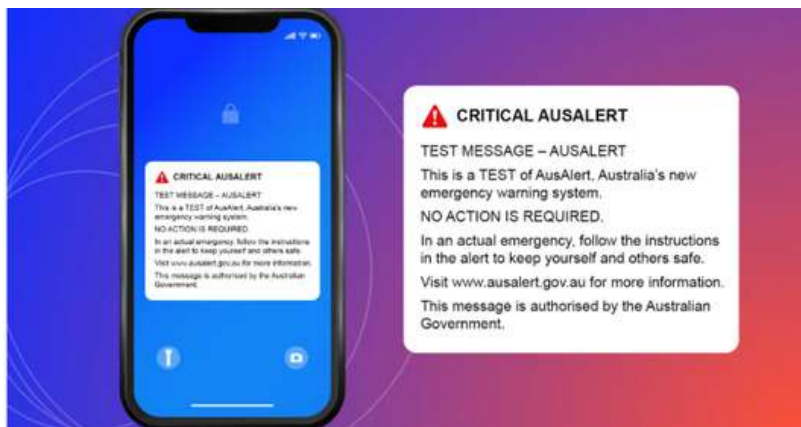 CRITICAL AUSALERT
TEST MESSAGE – AUSALERT
This is a TEST of AusAlert, Australia's new
emergency warning system.
NO ACTION IS REQUIRED.
In an actual emergency, follow the instructions
in the alert to keep yourself and others safe.
Visit www.ausalert.gov.au for more information.
This message is authorised by the Australian
Government.
CRITICAL AUSALERT
TEST MESSAGE – AUSALERT
This is a TEST of AusAlert, Australia's new
emergency warning system.
NO ACTION IS REQUIRED.
In an actual emergency, follow the instructions
in the alert to keep yourself and others safe.
Visit www.ausalert.gov.au for more information.
This message is authorised by the Australian
Government.